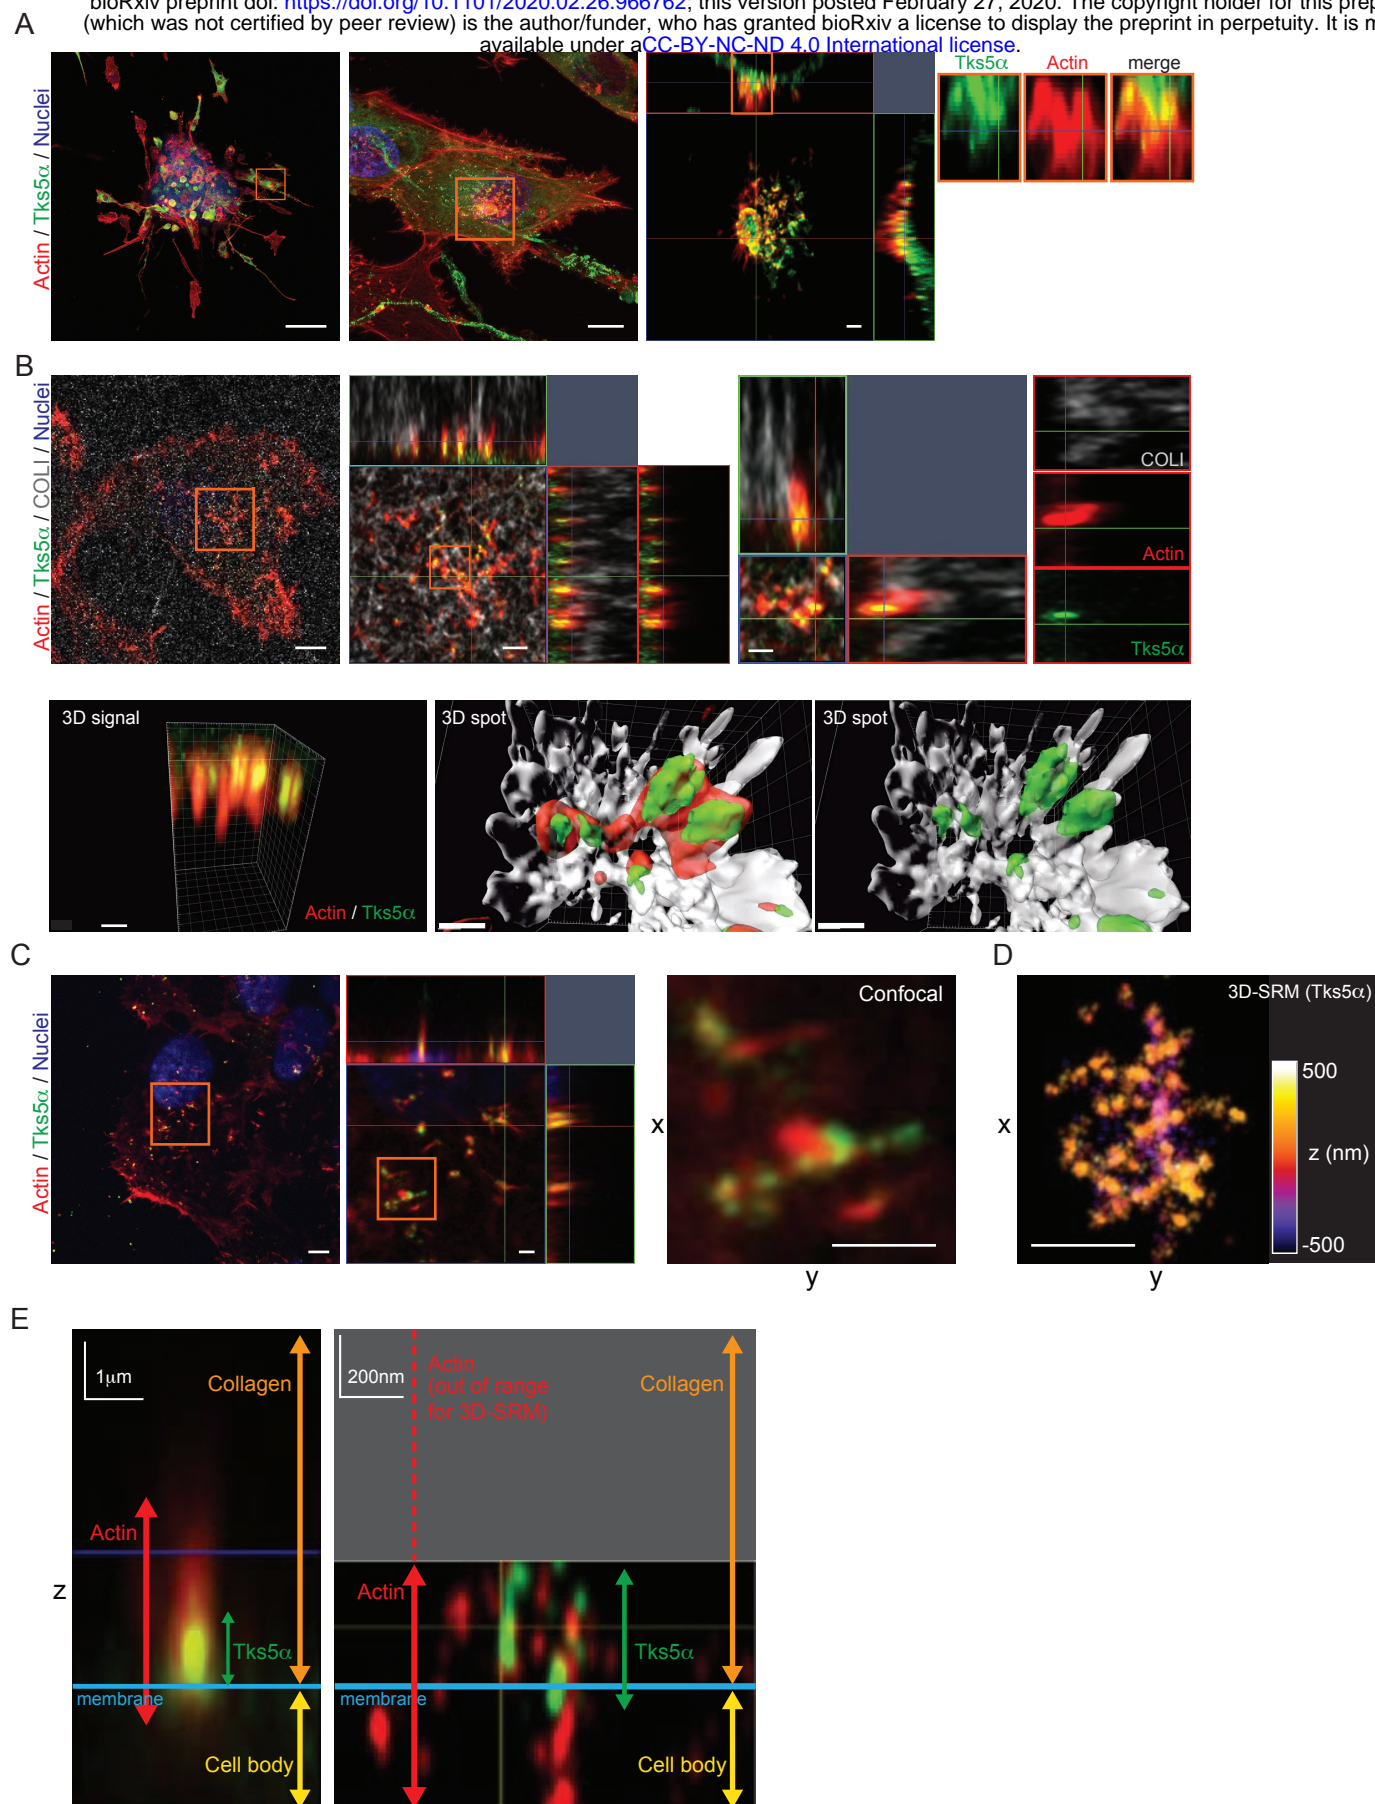 bioRxiv preprint doi: https://doi.org/10.1101/2020.02.26.966762; this version posted February 27, 2020. The copyright holder for this prep
(which was not certified by peer review) is the author/funder, who has granted bioRxiv a license to display the preprint in perpetuity. It is m
available under aCC-BY-NC-ND 4.0 International license.
A
Actin / Tks5α / Nuclei
Tks5α
Actin
merge
B
Actin / Tks5α / COLI / Nuclei
COLI
Actin
Tks5α
3D signal
Actin / Tks5α
3D spot
3D spot
C
Actin / Tks5α / Nuclei
Confocal
x
y
D
3D-SRM (Tks5α)
500
z (nm)
-500
x
y
E
z
1µm
Collagen
Actin
Tks5α
membrane
Cell body
200nm
Actin
(out of range
for 3D-SRM)
Collagen
Actin
Tks5α
membrane
Cell body